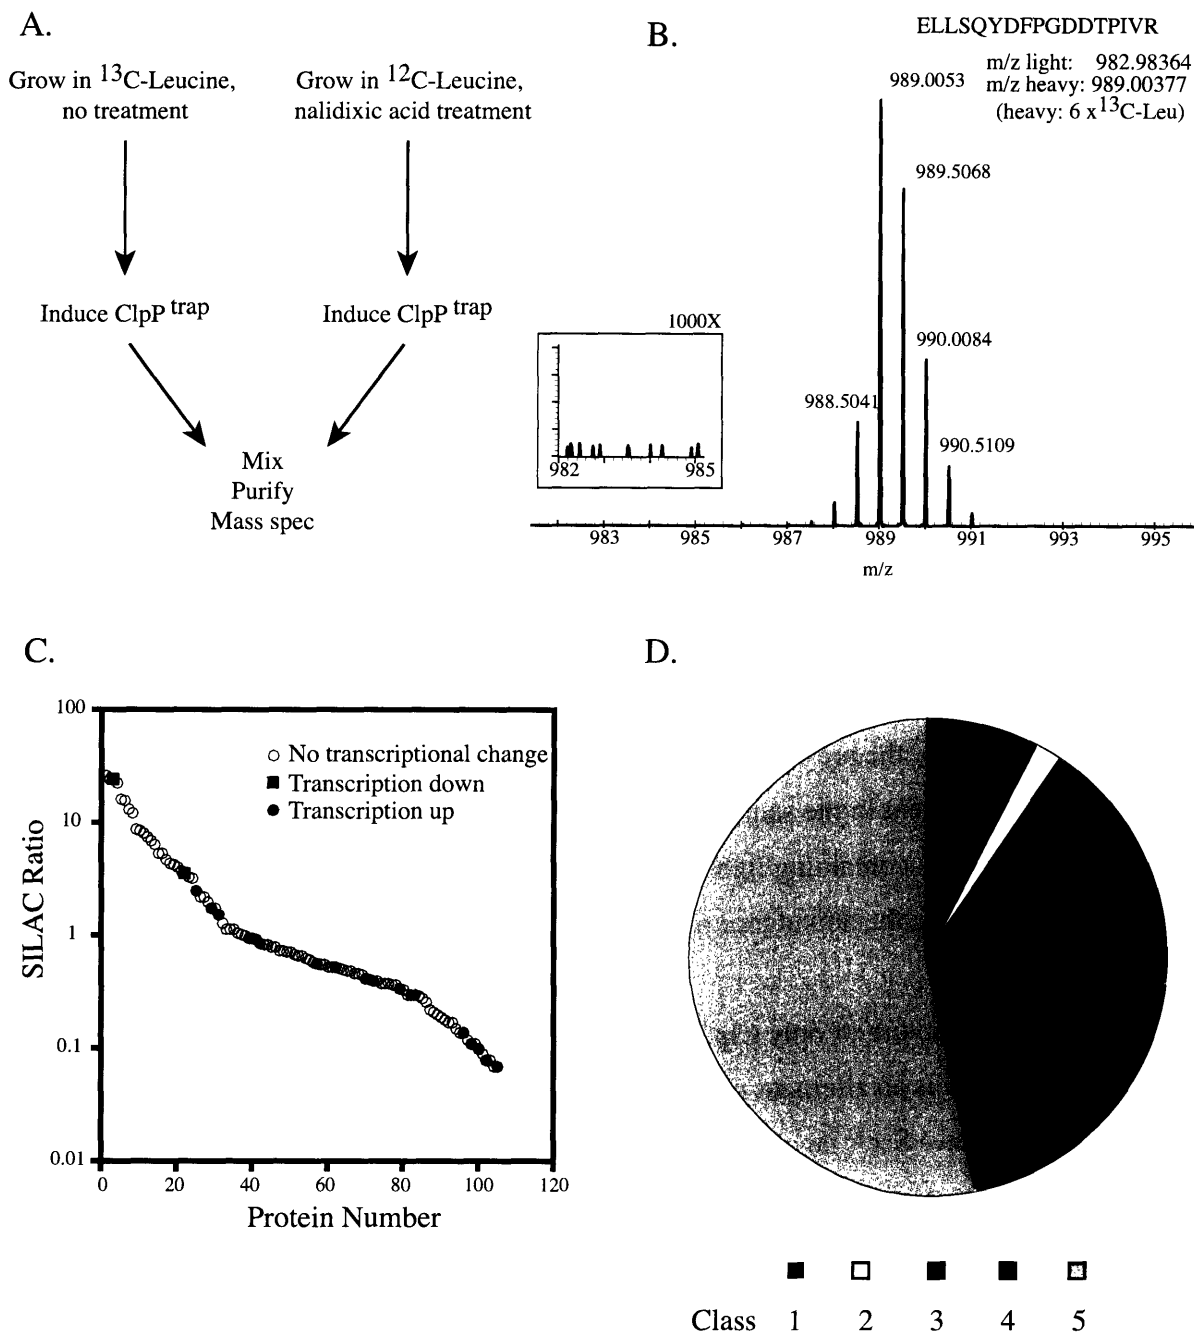 A.
Grow in ¹³C-Leucine,
no treatment
Grow in ¹²C-Leucine,
nalidixic acid treatment
Induce ClpP trap
Induce ClpP trap
Mix
Purify
Mass spec
B.
ELLSQYDFPGDDTPIVR
m/z light: 982.98364
m/z heavy: 989.00377
(heavy: 6 x ¹³C-Leu)
989.0053
989.5068
990.0084
988.5041
990.5109
1000X
982 985
983 985 987 989 991 993 995
m/z
C.
SILAC Ratio
100
10
1
0.1
0.01
No transcriptional change
Transcription down
Transcription up
0 20 40 60 80 100 120
Protein Number
D.
Class 1 2 3 4 5